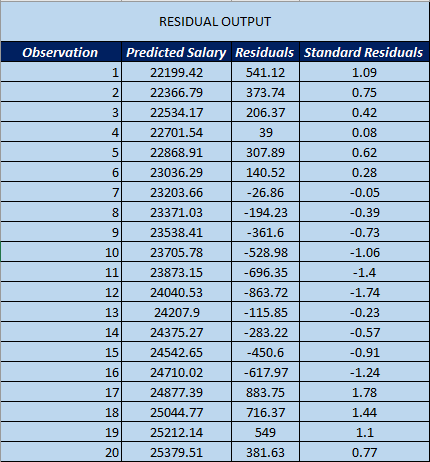 RESIDUAL OUTPUT
Observation Predicted Salary Residuals Standard Residuals
1 22199.42 541.12 1.09
2 22366.79 373.74 0.75
3 22534.17 206.37 0.42
4 22701.54 39 0.08
5 22868.91 307.89 0.62
6 23036.29 140.52 0.28
7 23203.66 -26.86 -0.05
8 23371.03 -194.23 -0.39
9 23538.41 -361.6 -0.73
10 23705.78 -528.98 -1.06
11 23873.15 -696.35 -1.4
12 24040.53 -863.72 -1.74
13 24207.9 -115.85 -0.23
14 24375.27 -283.22 -0.57
15 24542.65 -450.6 -0.91
16 24710.02 -617.97 -1.24
17 24877.39 883.75 1.78
18 25044.77 716.37 1.44
19 25212.14 549 1.1
20 25379.51 381.63 0.77